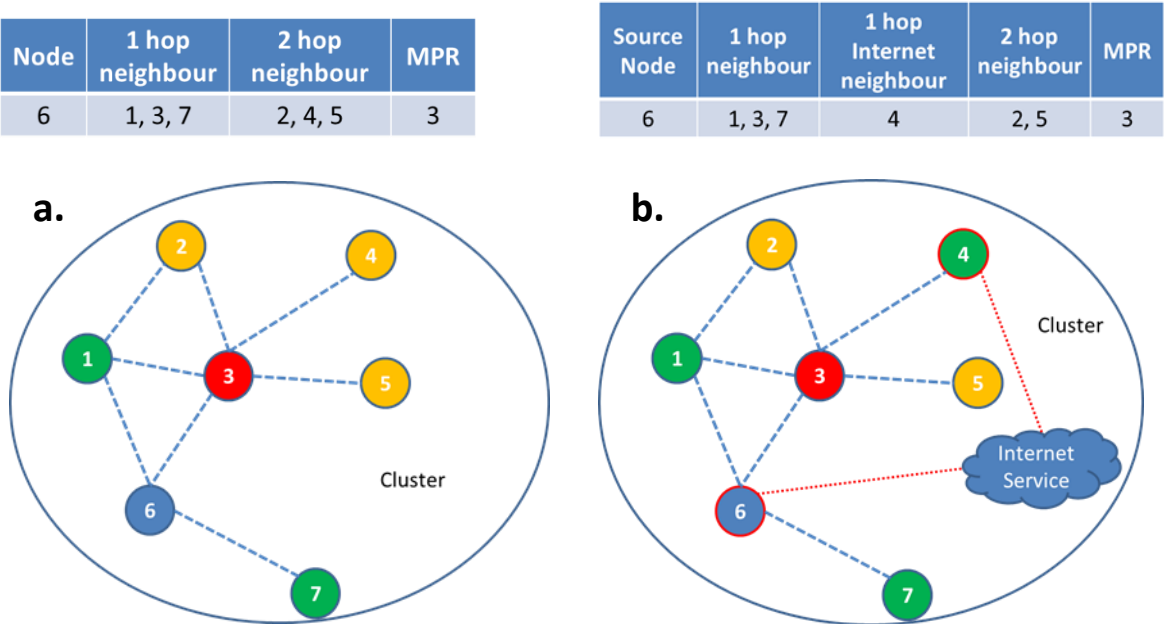 Node 1 hop neighbour 2 hop neighbour MPR
6 1, 3, 7 2, 4, 5 3
Source Node 1 hop neighbour 1 hop Internet neighbour 2 hop neighbour MPR
6 1, 3, 7 4 2, 5 3
a.
2
4
1
3
5
Cluster
6
7
b.
2
4
Cluster
1
3
5
Internet
Service
6
7